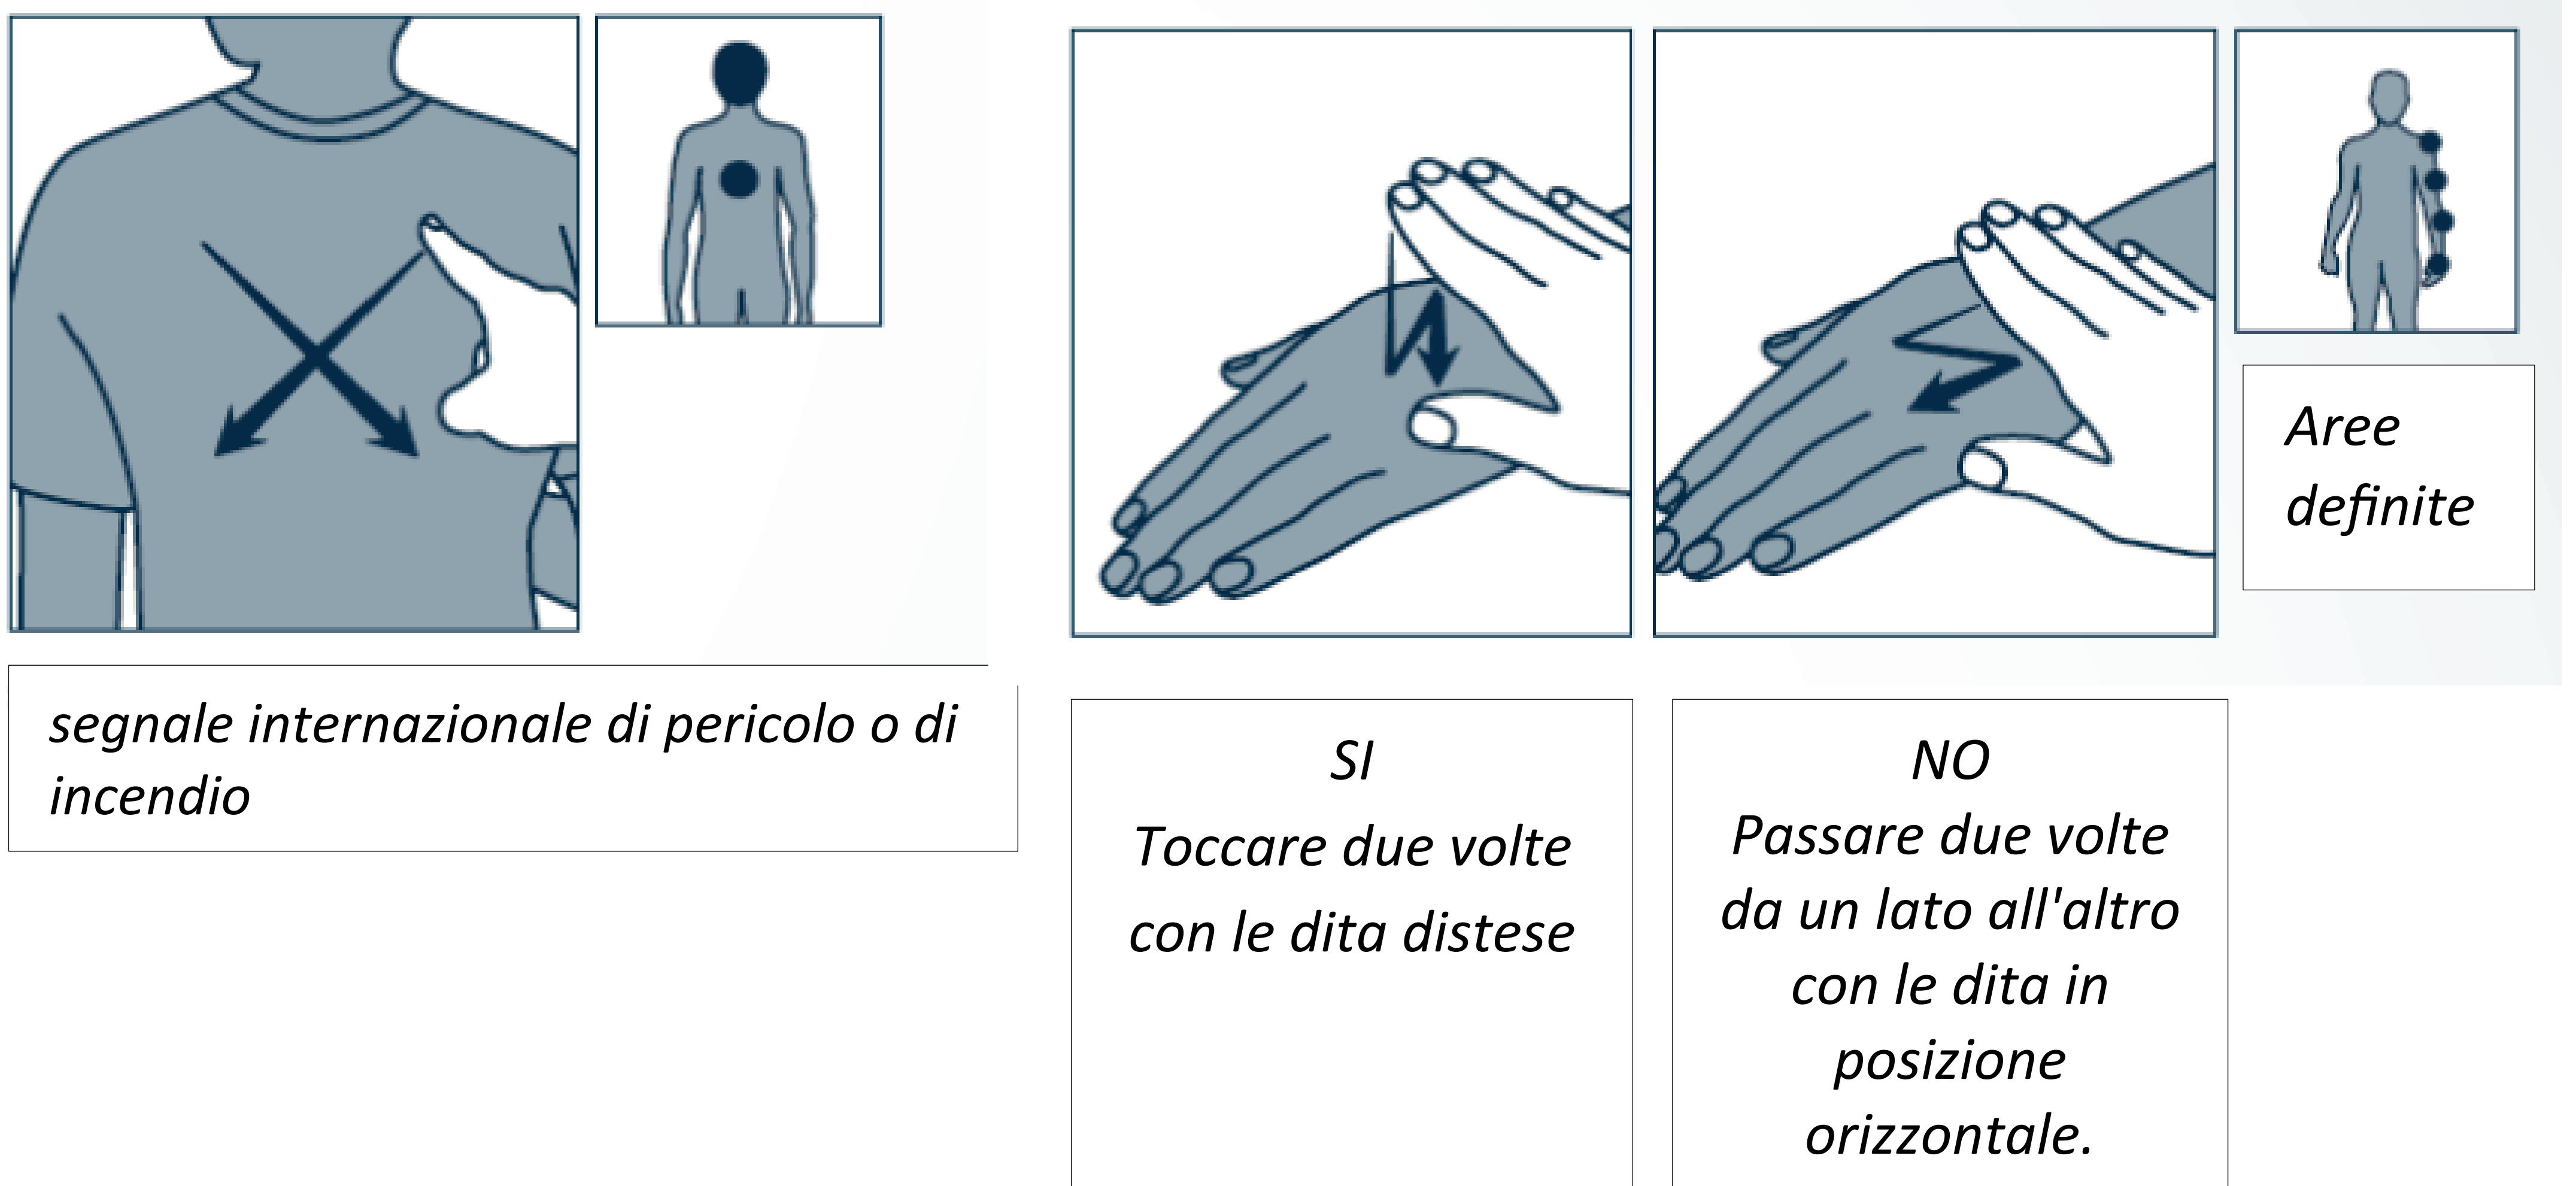 segnale internazionale di pericolo o di
incendio
SI
Toccare due volte
con le dita distese
NO
Passare due volte
da un lato all'altro
con le dita in
posizione
orizzontale.
Aree
definite